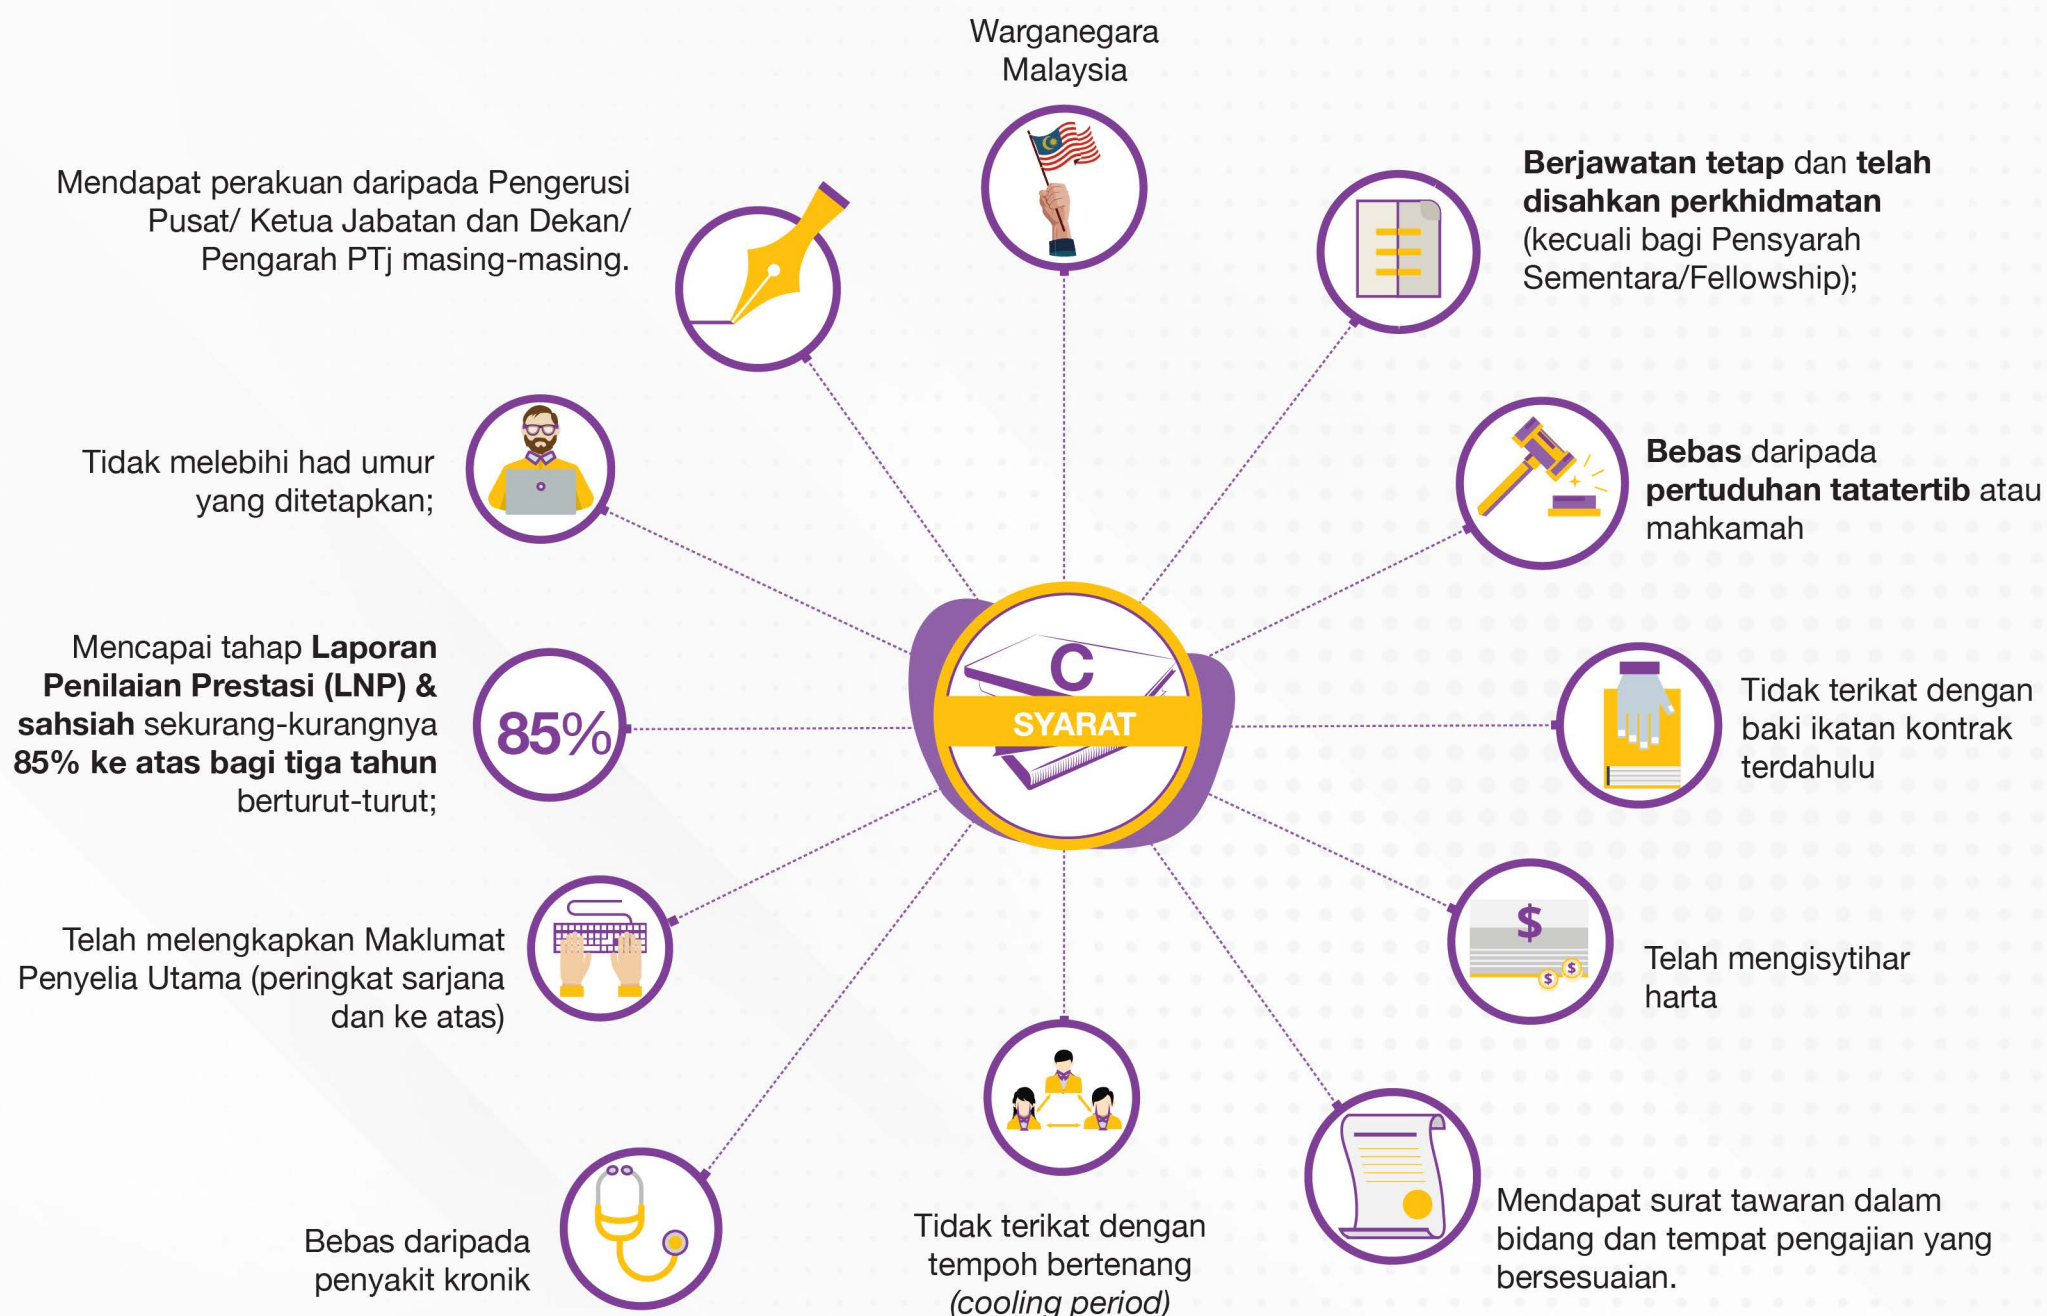 Warganegara
Malaysia
Berjawatan tetap dan telah
disahkan perkhidmatan
(kecuali bagi Pensyarah
Sementara/Fellowship);
Bebas daripada
pertuduhan tatatertib atau
mahkamah
Tidak terikat dengan
baki ikatan kontrak
terdahulu
$
$
$
Telah mengisytihar
harta
Mendapat surat tawaran dalam
bidang dan tempat pengajian yang
bersesuaian.
Tidak terikat dengan
tempoh bertenang
(cooling period)
Bebas daripada
penyakit kronik
Telah melengkapkan Maklumat
Penyelia Utama (peringkat sarjana
dan ke atas)
Mencapai tahap Laporan
Penilaian Prestasi (LNP) &
sahsiah sekurang-kurangnya
85% ke atas bagi tiga tahun
berturut-turut;
85%
Tidak melebihi had umur
yang ditetapkan;
Mendapat perakuan daripada Pengerusi
Pusat/ Ketua Jabatan dan Dekan/
Pengarah PTj masing-masing.
C
SYARAT